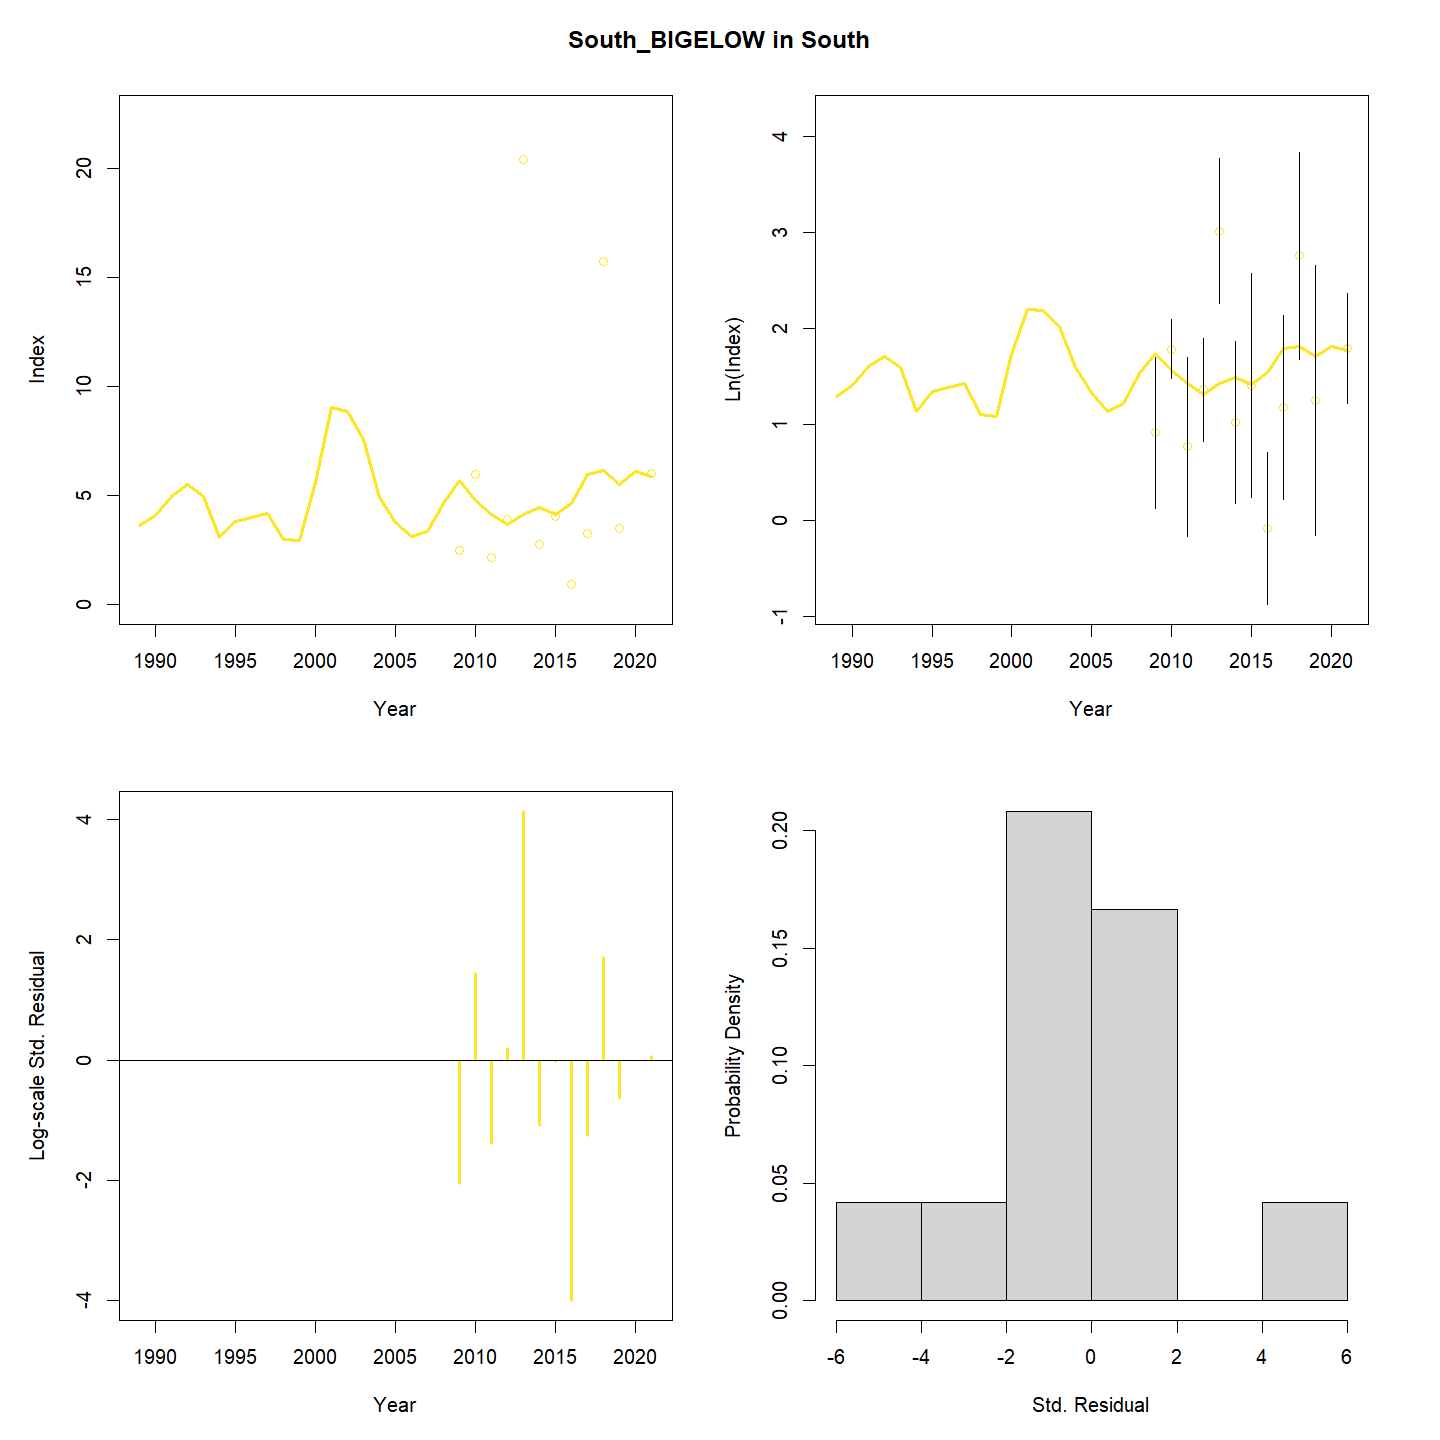 South_BIGELOW in South
Index
0 5 10 15 20
1990 1995 2000 2005 2010 2015 2020
Year
Ln(Index)
-1 0 1 2 3 4
1990 1995 2000 2005 2010 2015 2020
Year
Log-scale Std. Residual
-4 -2 0 2 4
1990 1995 2000 2005 2010 2015 2020
Year
Probability Density
0.00 0.05 0.10 0.15 0.20
-6 -4 -2 0 2 4 6
Std. Residual